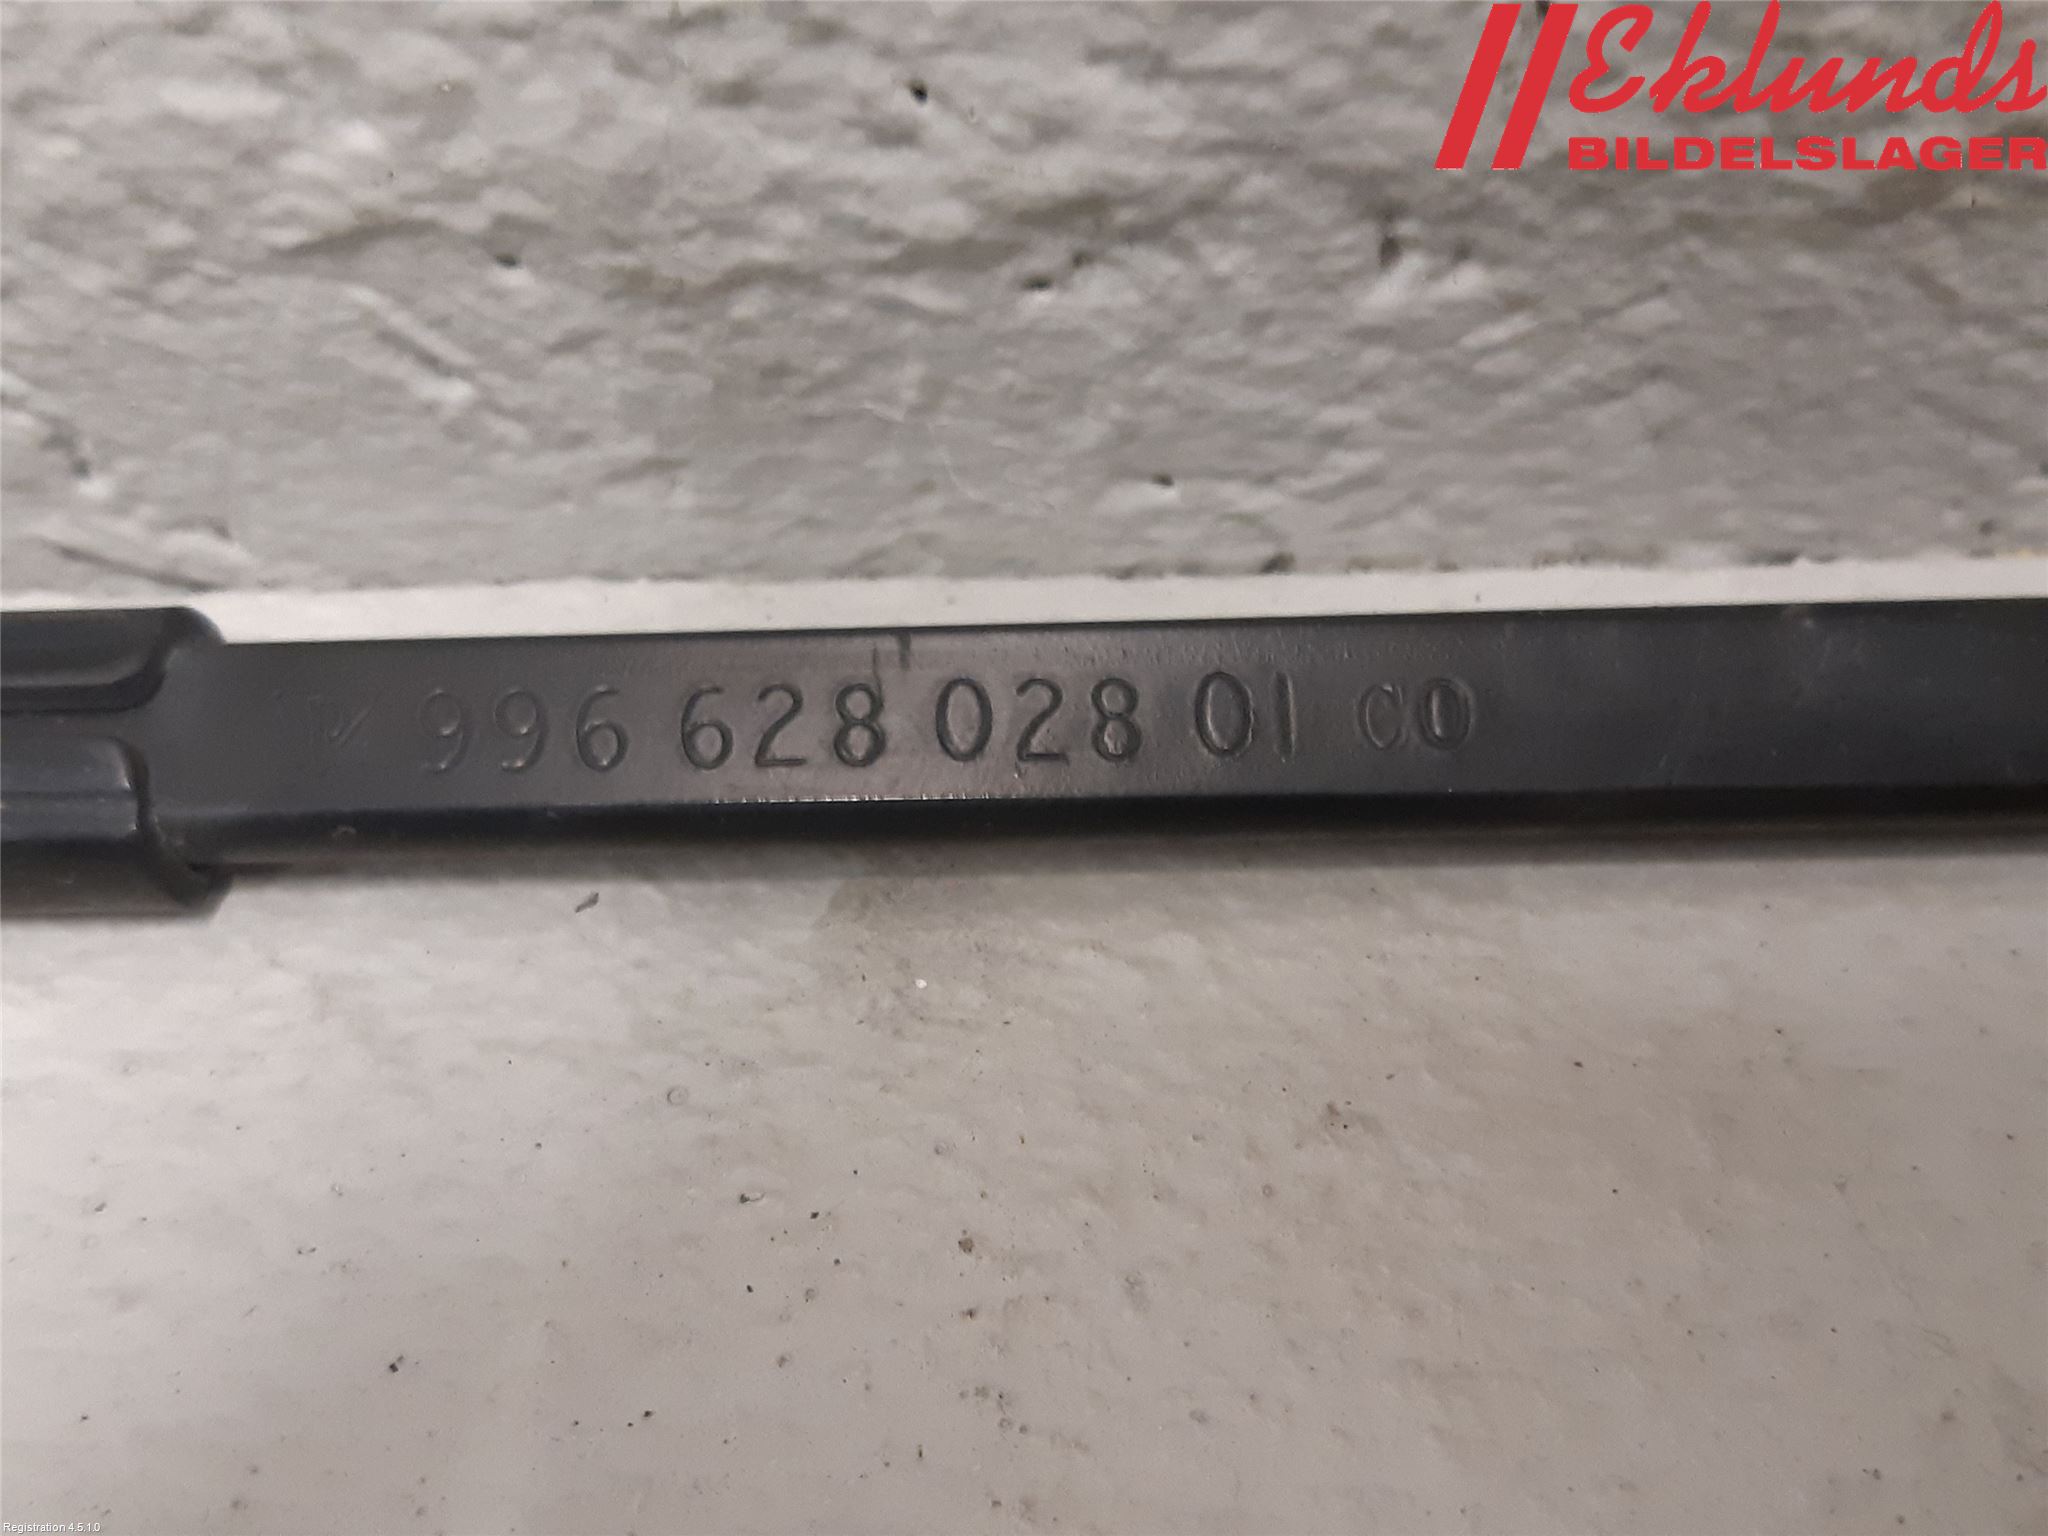 Eklunds
BILDELSLAGER
996 628 028 01 C0
Registration 4.5.1.0